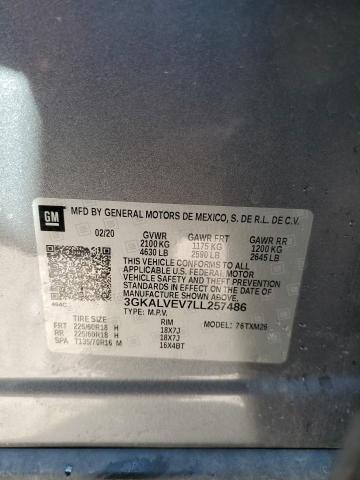 GM
MFD BY GENERAL MOTORS DE MEXICO, S. DE R.L. DE C.V.
02/20 GVWR GAWR FRT GAWR RR
2100 KG 1175 KG 1200 KG
4630 LB 2590 LB 2645 LB
THIS VEHICLE CONFORMS TO ALL
APPLICABLE U.S. FEDERAL MOTOR
VEHICLE SAFETY STANDARDS IN
EFFECT ON THE DATE OF
MANUFACTURE SHOWN ABOVE.
3GKALVEV7LL257486
TYPE: M.P.V.
MODEL: 76TXM26
TIRE SIZE RIM
FRT 225/60R18 H 18X7J
RR 225/60R18 H 18X7J
SPA T135/70R16 M 16X4BT